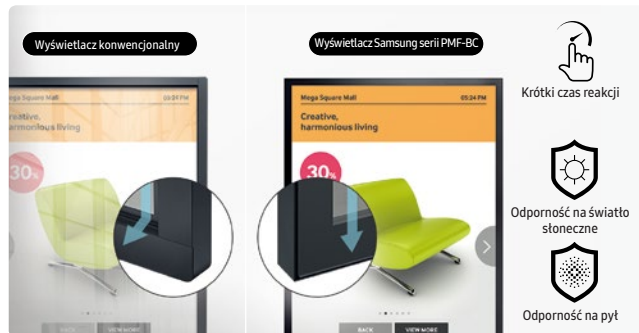 Wyświetlacz konwencjonalny
Wyświetlacz Samsung serii PMF-BC
Mega Square Mall
05:24 PM
Creative,
harmonious living
30%
BACK
VIEW MORE
Mega Square Mall
05:24 PM
Creative,
harmonious living
30%
BACK
VIEW MORE
Krótki czas reakcji
Odporność na światło
słoneczne
Odporność na pył